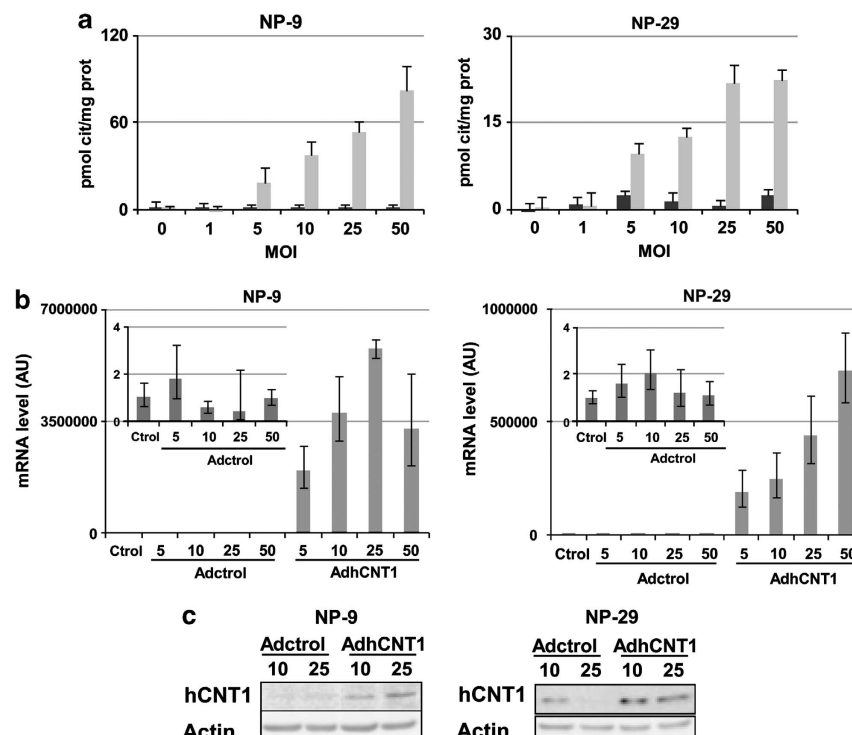 a
NP-9
NP-29
120
60
0
pmol cit/mg prot
0 1 5 10 25 50
MOI
30
15
0
pmol cit/mg prot
0 1 5 10 25 50
MOI
b
NP-9
NP-29
7000000
3500000
0
mRNA level (AU)
4
2
0
Ctrol 5 10 25 50
Adctrol
Ctrol 5 10 25 50 5 10 25 50
Adctrol AdhCNT1
1000000
500000
0
mRNA level (AU)
4
2
0
Ctrol 5 10 25 50
Adctrol
Ctrol 5 10 25 50 5 10 25 50
Adctrol AdhCNT1
c
NP-9
NP-29
Adctrol AdhCNT1
10 25 10 25
hCNT1
Actin
Adctrol AdhCNT1
10 25 10 25
hCNT1
Actin